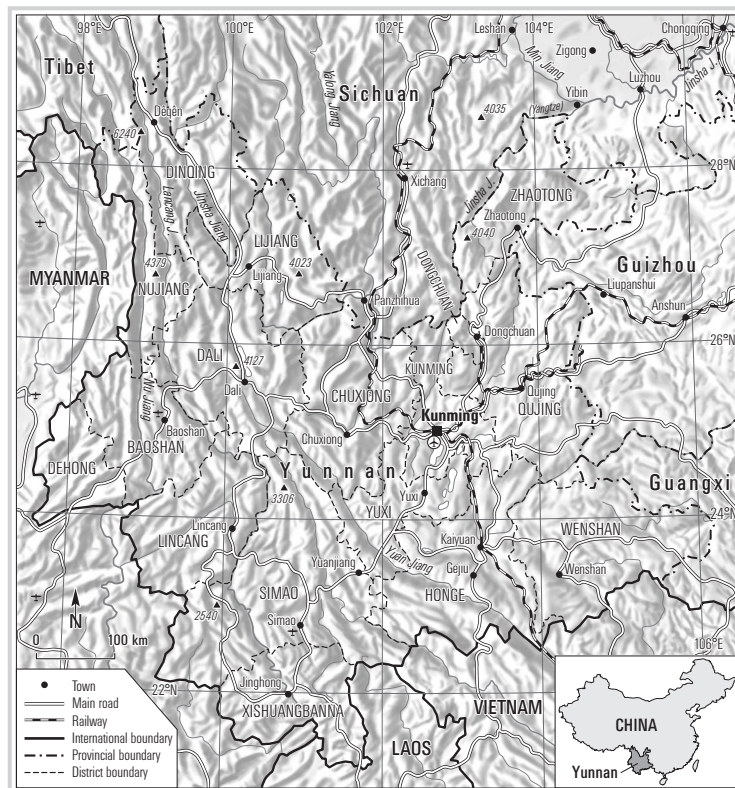 98°E
100°E
102°E
104°E
Leshan
Chongqing
Tibet
Min Jiang
Zigong
Yalong Jiang
Sichuan
Luzhou
Jinsha J.
Yibin
(Yangtze)
Dêqên
6240
4035
28°N
DINQING
Xichang
Lancang J.
Jinsha Jiang
Jinsha J.
ZHAOTONG
Zhaotong
LIJIANG
4040
DONGCHUAN
Guizhou
Lijiang
4023
4379
MYANMAR
NUJIANG
Liupanshui
Panzhihua
Anshun
Dongchuan
26°N
DALI
4127
KUNMING
Nu Jiang
Dali
CHUXIONG
Qujing
QUJING
Kunming
Baoshan
BAOSHAN
Chuxiong
DEHONG
Yunnan
Guangxi
3306
Yuxi
YUXI
24°N
Lincang
LINCANG
WENSHAN
Kaiyuan
Yuan Jiang
Yuanjiang
Gejiu
Wenshan
SIMAO
HONGE
2540
Simao
N
0 100 km
106°E
Jinghong
22°N
XISHUANGBANNA
VIETNAM
LAOS
Town
Main road
Railway
International boundary
Provincial boundary
District boundary
CHINA
Yunnan